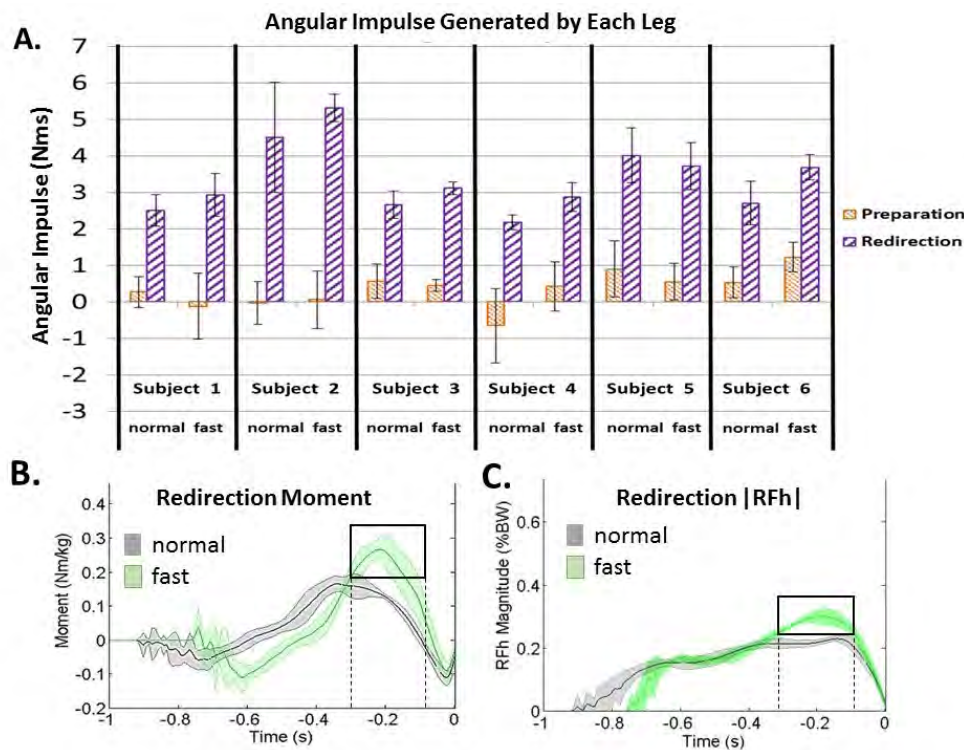 Angular Impulse Generated by Each Leg
A.
7
6
5
4
3
2
1
0
-1
-2
-3
Angular Impulse (Nms)
Preparation
Redirection
Subject 1 Subject 2 Subject 3 Subject 4 Subject 5 Subject 6
normal fast normal fast normal fast normal fast normal fast normal fast
B.
Redirection Moment
normal
fast
0.4
0.3
0.2
0.1
0
-0.1
-0.2
Moment (Nm/kg)
-1 -0.8 -0.6 -0.4 -0.2 0
Time (s)
C.
Redirection |RFh|
normal
fast
0.6
0.4
0.2
0
RFh Magnitude (%BW)
-1 -0.8 -0.6 -0.4 -0.2 0
Time (s)